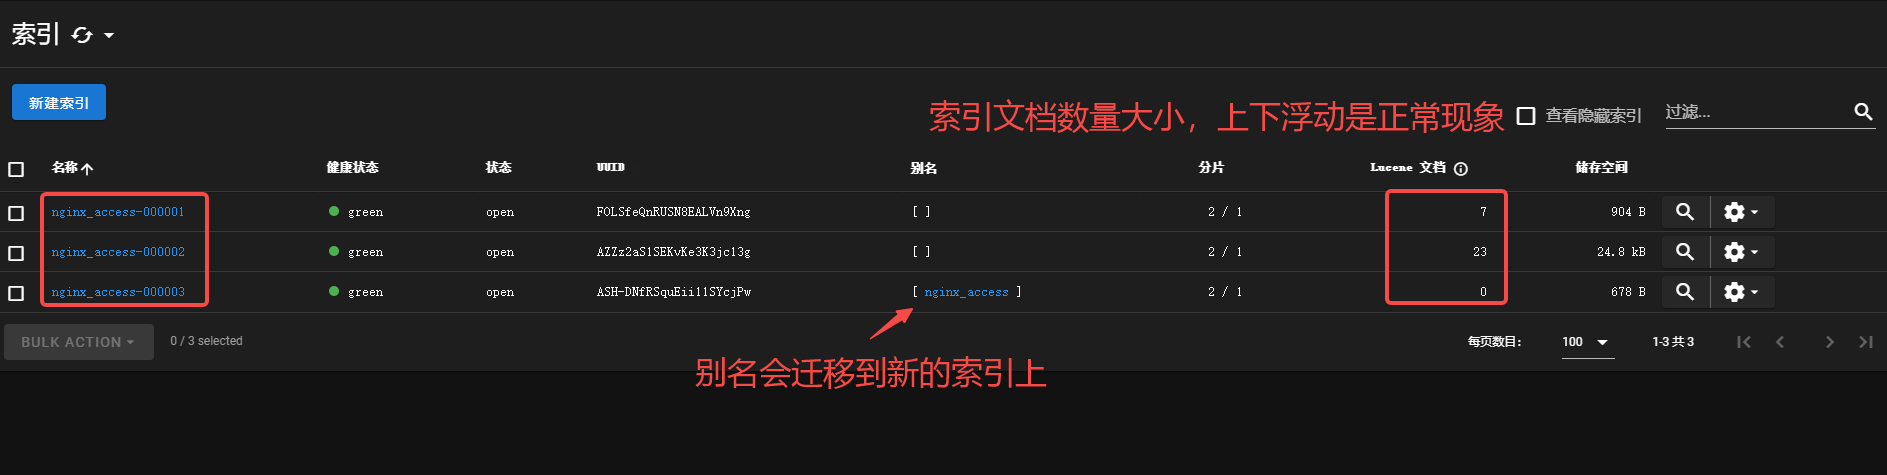 索引
新建索引
索引文档数量大小，上下浮动是正常现象
查看隐藏索引
过滤...
名称 健康状态 状态 UUID 别名 分片 Lucene 文档 储存空间
nginx_access-000001 green open FOLSfeQnRUSN8EALVn9Xng [ ] 2 / 1 7 904 B
nginx_access-000002 green open AZZz2aS1SEKvKe3K3jc13g [ ] 2 / 1 23 24.8 kB
nginx_access-000003 green open ASH-DNfRSquEii11SYcjPw [ nginx_access ] 2 / 1 0 678 B
BULK ACTION 0 / 3 selected 每页数目: 100 1-3 共 3
别名会迁移到新的索引上